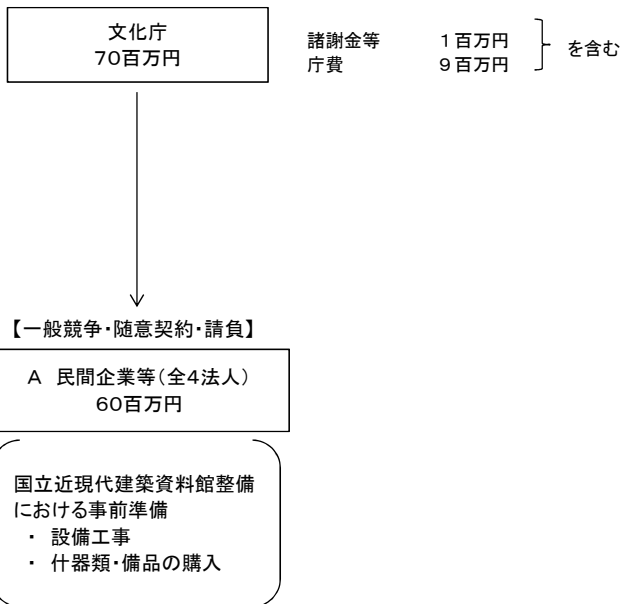 文化庁
70百万円
諸謝金等 1百万円
庁費 9百万円
を含む
【一般競争・随意契約・請負】
A 民間企業等(全4法人)
60百万円
国立近現代建築資料館整備
における事前準備
・ 設備工事
・ 什器類・備品の購入